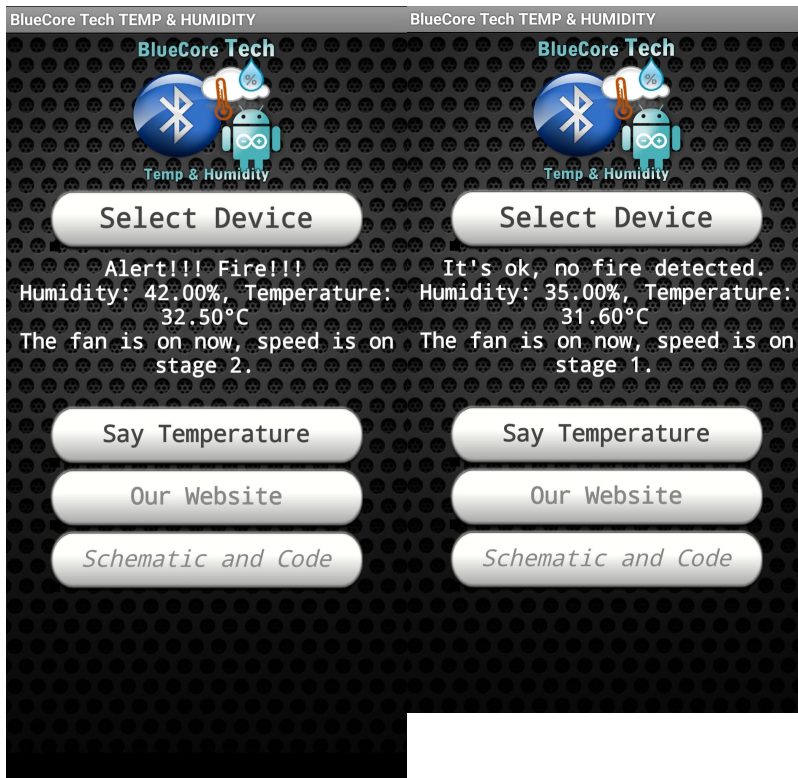 BlueCore Tech TEMP & HUMIDITY
BlueCore Tech
%
Temp & Humidity
Select Device
Alert!!! Fire!!!
Humidity: 42.00%, Temperature:
32.50°C
The fan is on now, speed is on
stage 2.
Say Temperature
Our Website
Schematic and Code
BlueCore Tech TEMP & HUMIDITY
BlueCore Tech
%
Temp & Humidity
Select Device
It's ok, no fire detected.
Humidity: 35.00%, Temperature:
31.60°C
The fan is on now, speed is on
stage 1.
Say Temperature
Our Website
Schematic and Code